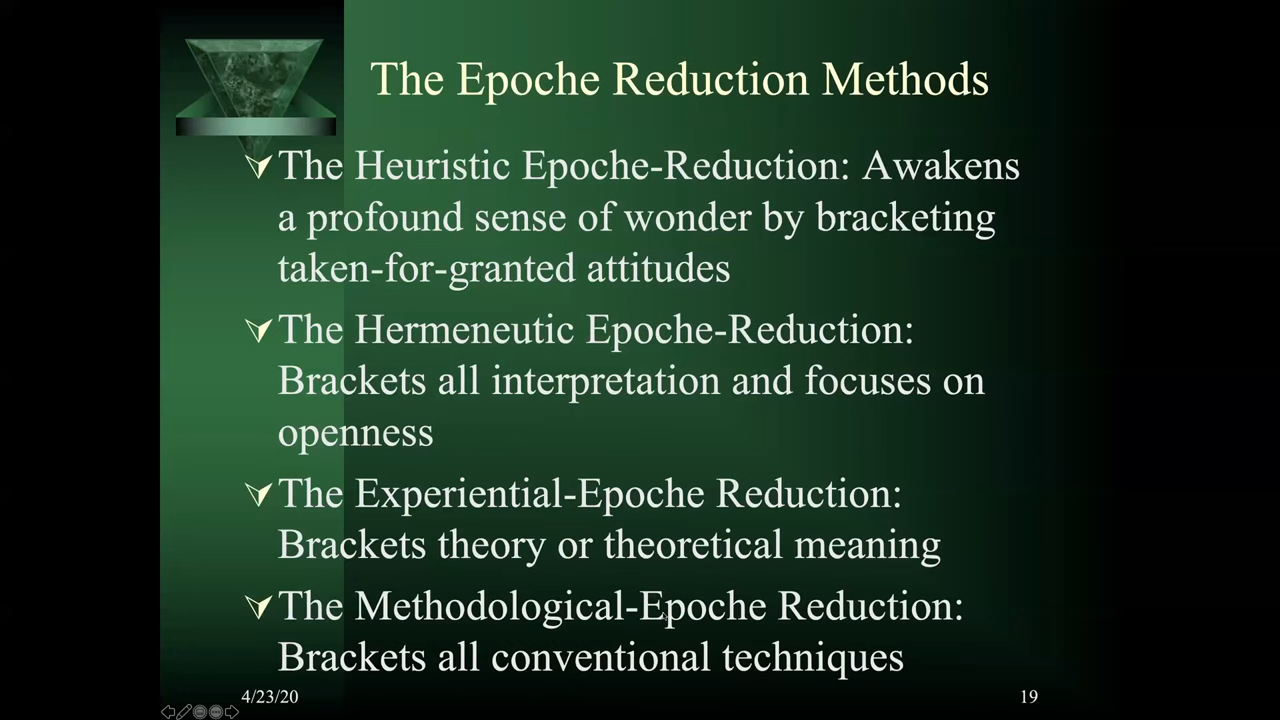 The Epoche Reduction Methods
The Heuristic Epoche-Reduction: Awakens
a profound sense of wonder by bracketing
taken-for-granted attitudes
The Hermeneutic Epoche-Reduction:
Brackets all interpretation and focuses on
openness
The Experiential-Epoche Reduction:
Brackets theory or theoretical meaning
The Methodological-Epoche Reduction:
Brackets all conventional techniques
4/23/20
19